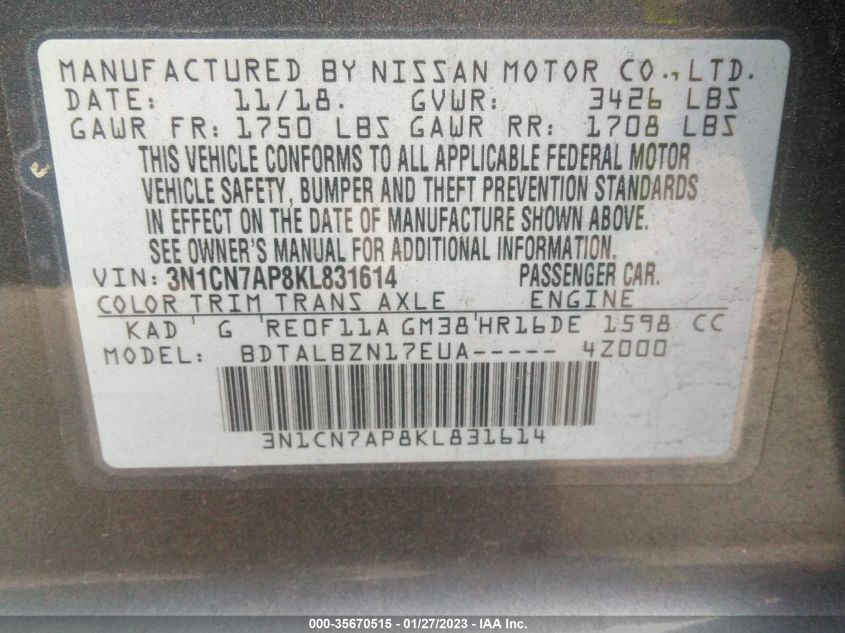 MANUFACTURED BY NISSAN MOTOR CO.,LTD.
DATE: 11/18. GVWR: 3426 LBS
GAWR FR: 1750 LBS GAWR RR: 1708 LBS
THIS VEHICLE CONFORMS TO ALL APPLICABLE FEDERAL MOTOR
VEHICLE SAFETY, BUMPER AND THEFT PREVENTION STANDARDS
IN EFFECT ON THE DATE OF MANUFACTURE SHOWN ABOVE.
SEE OWNER'S MANUAL FOR ADDITIONAL INFORMATION.
VIN: 3N1CN7AP8KL831614 PASSENGER CAR.
COLOR TRIM TRANS AXLE ENGINE
KAD G RE0F11A GM38 HR16DE 1598 CC
MODEL: BDTALBZN17EUA----- 4Z000
3N1CN7AP8KL831614
000-35670515 - 01/27/2023 - IAA Inc.